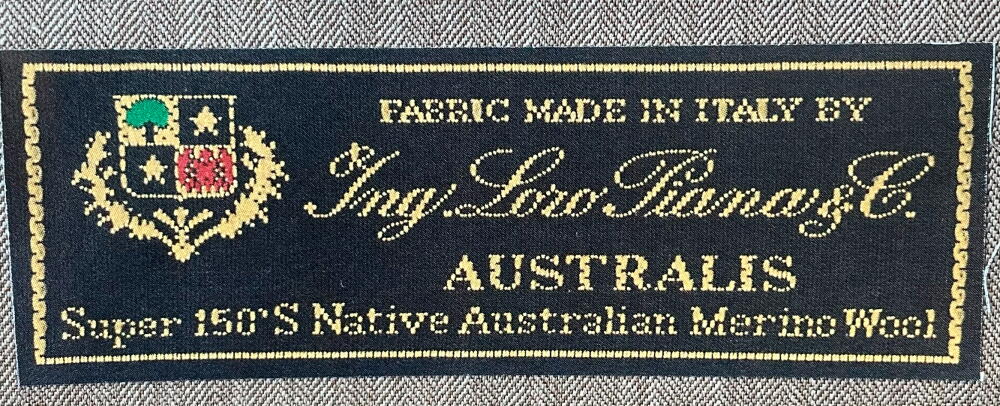 FABRIC MADE IN ITALY BY
Ing. Loro Piana & C.
AUSTRALIS
Super 150'S Native Australian Merino Wool